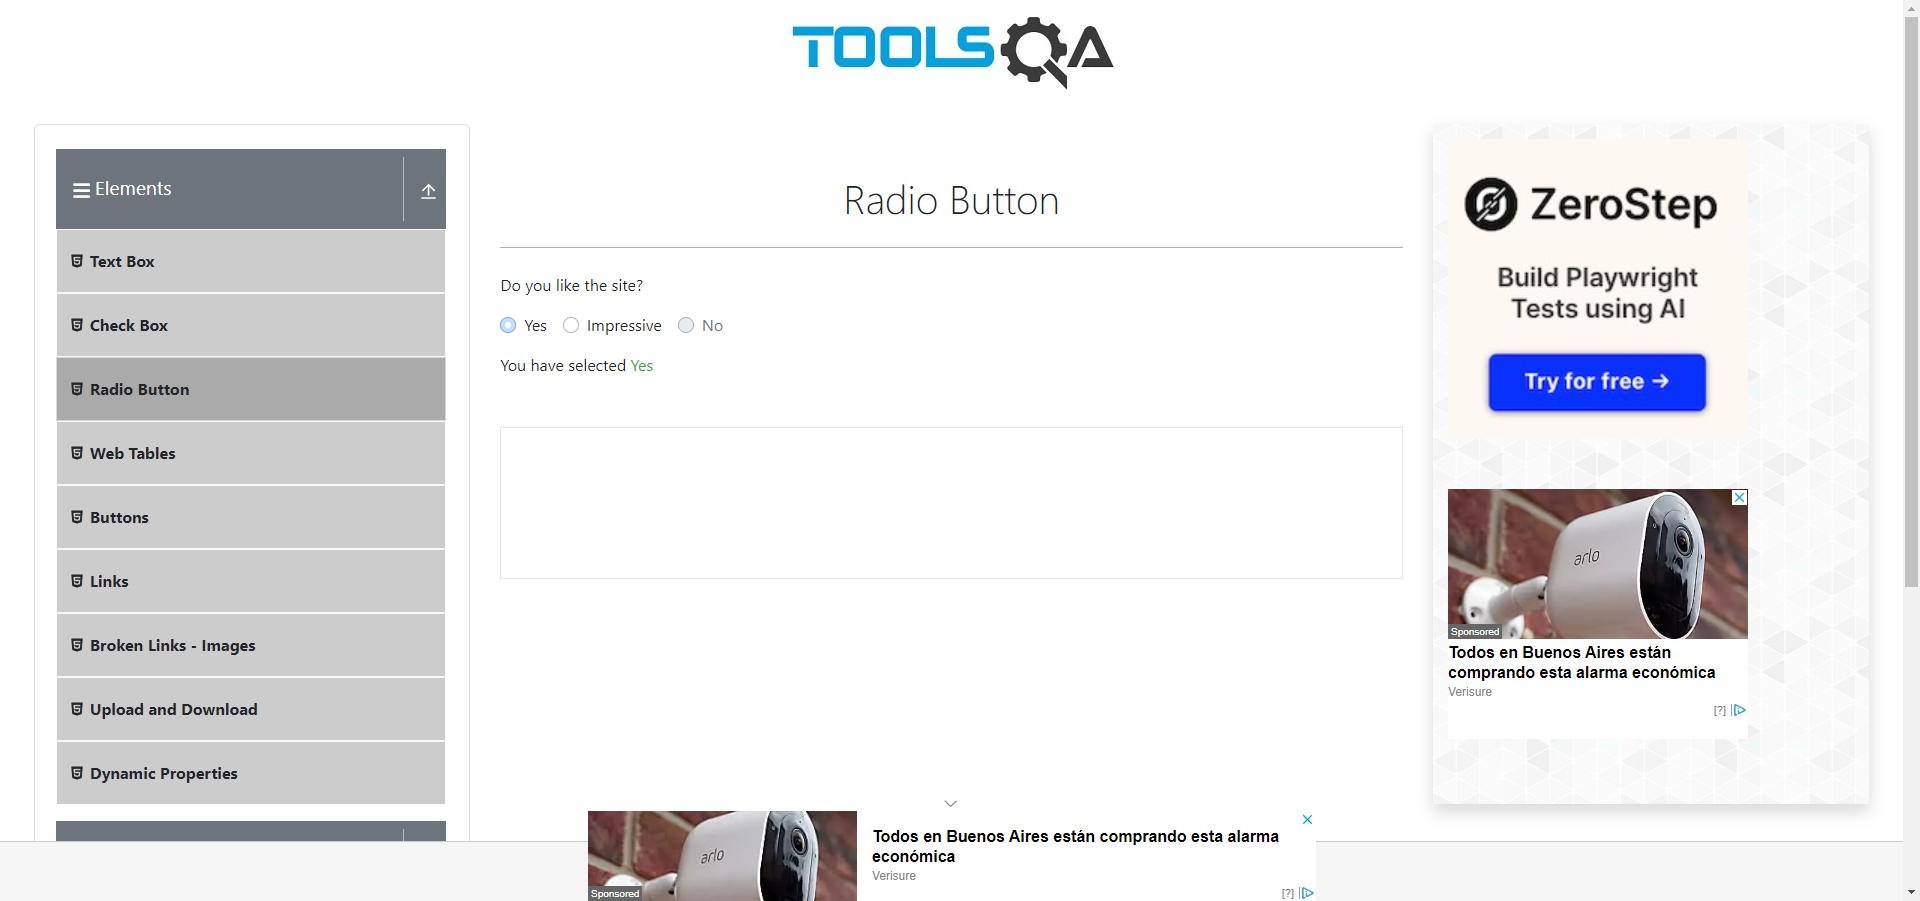 TOOLSQA
Elements
Text Box
Check Box
Radio Button
Web Tables
Buttons
Links
Broken Links - Images
Upload and Download
Dynamic Properties
Radio Button
Do you like the site?
Yes Impressive No
You have selected Yes
ZeroStep
Build Playwright
Tests using AI
Try for free →
arlo
Sponsored
Todos en Buenos Aires están
comprando esta alarma económica
Verisure
[?]
arlo
Sponsored
Todos en Buenos Aires están comprando esta alarma
económica
Verisure
[?]